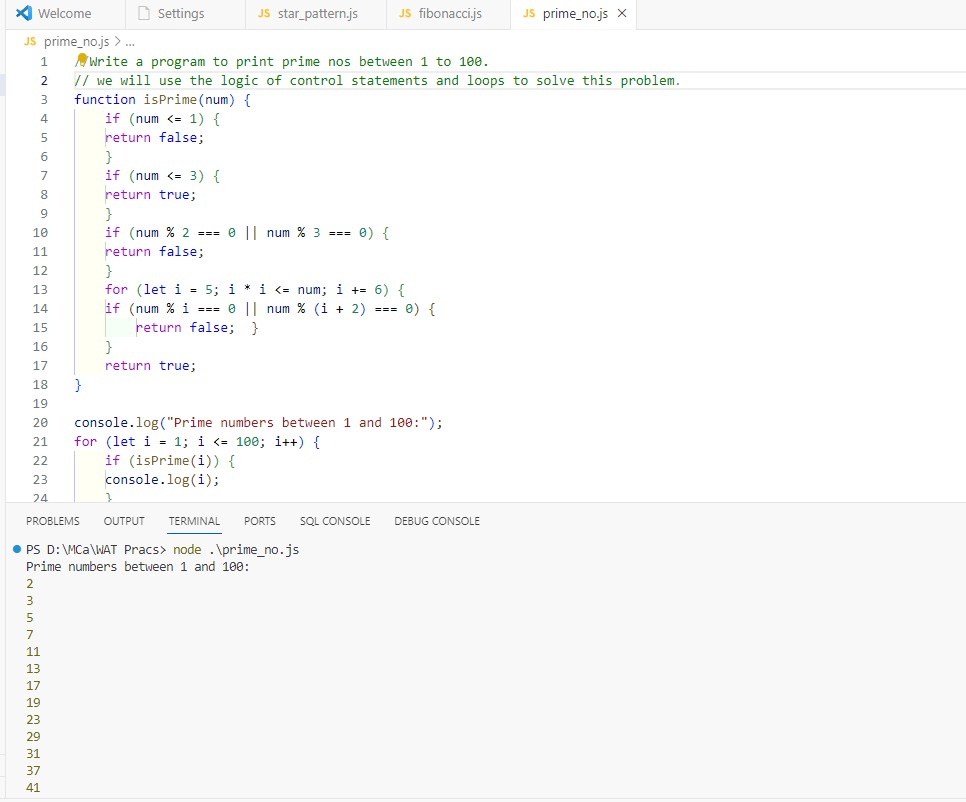 Welcome Settings JS star_pattern.js JS fibonacci.js JS prime_no.js ×
JS prime_no.js > ...
1 //Write a program to print prime nos between 1 to 100.
2 // we will use the logic of control statements and loops to solve this problem.
3 function isPrime(num) {
4 if (num <= 1) {
5 return false;
6 }
7 if (num <= 3) {
8 return true;
9 }
10 if (num % 2 === 0 || num % 3 === 0) {
11 return false;
12 }
13 for (let i = 5; i * i <= num; i += 6) {
14 if (num % i === 0 || num % (i + 2) === 0) {
15 return false; }
16 }
17 return true;
18 }
19
20 console.log("Prime numbers between 1 and 100:");
21 for (let i = 1; i <= 100; i++) {
22 if (isPrime(i)) {
23 console.log(i);
24 }
PROBLEMS OUTPUT TERMINAL PORTS SQL CONSOLE DEBUG CONSOLE
PS D:\MCa\WAT Pracs> node .\prime_no.js
Prime numbers between 1 and 100:
2
3
5
7
11
13
17
19
23
29
31
37
41